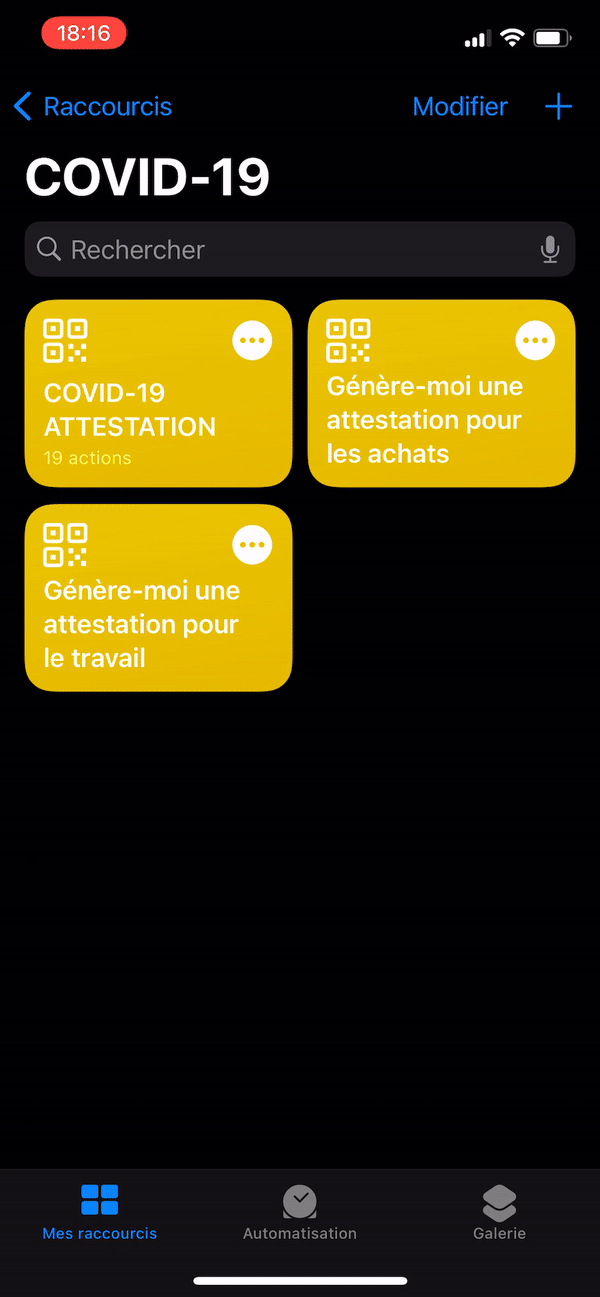 18:16
Raccourcis
Modifier
COVID-19
Rechercher
COVID-19
ATTESTATION
19 actions
Génère-moi une
attestation pour
les achats
Génère-moi une
attestation pour
le travail
Mes raccourcis
Automatisation
Galerie